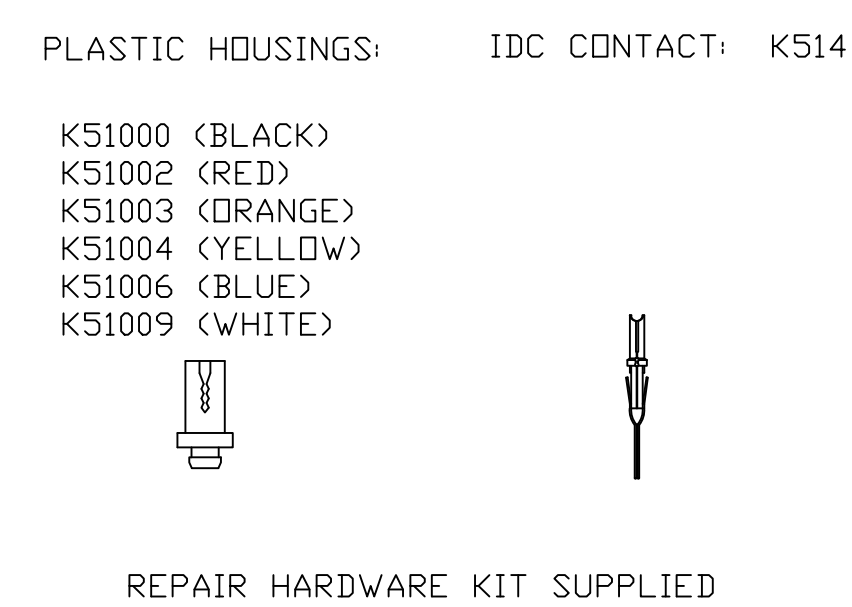 PLASTIC HOUSINGS:
IDC CONTACT: K514
K51000 (BLACK)
K51002 (RED)
K51003 (ORANGE)
K51004 (YELLOW)
K51006 (BLUE)
K51009 (WHITE)
REPAIR HARDWARE KIT SUPPLIED